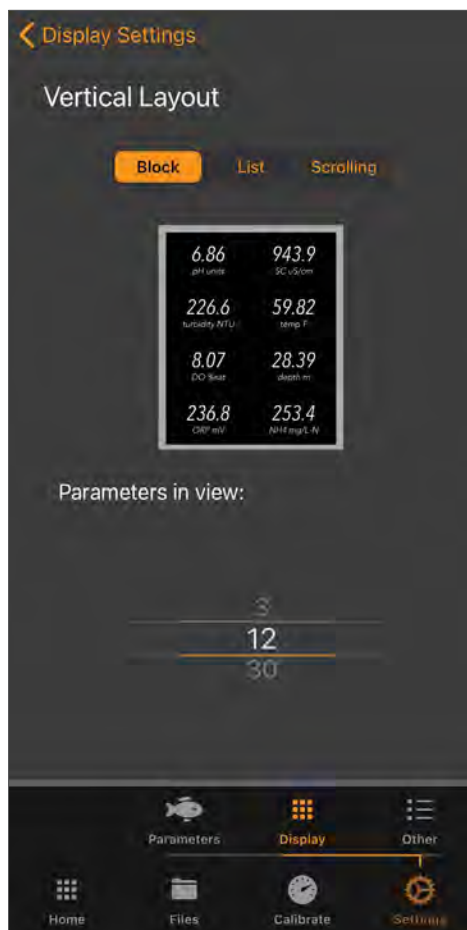 Display Settings
Vertical Layout
Block List Scrolling
6.86 943.9
pH units SC uS/cm
226.6 59.82
turbidity NTU temp F
8.07 28.39
DO %sat depth m
236.8 253.4
ORP mV NH4 mg/L-N
Parameters in view:
3
12
30
Parameters Display Other
Home Files Calibrate Settings